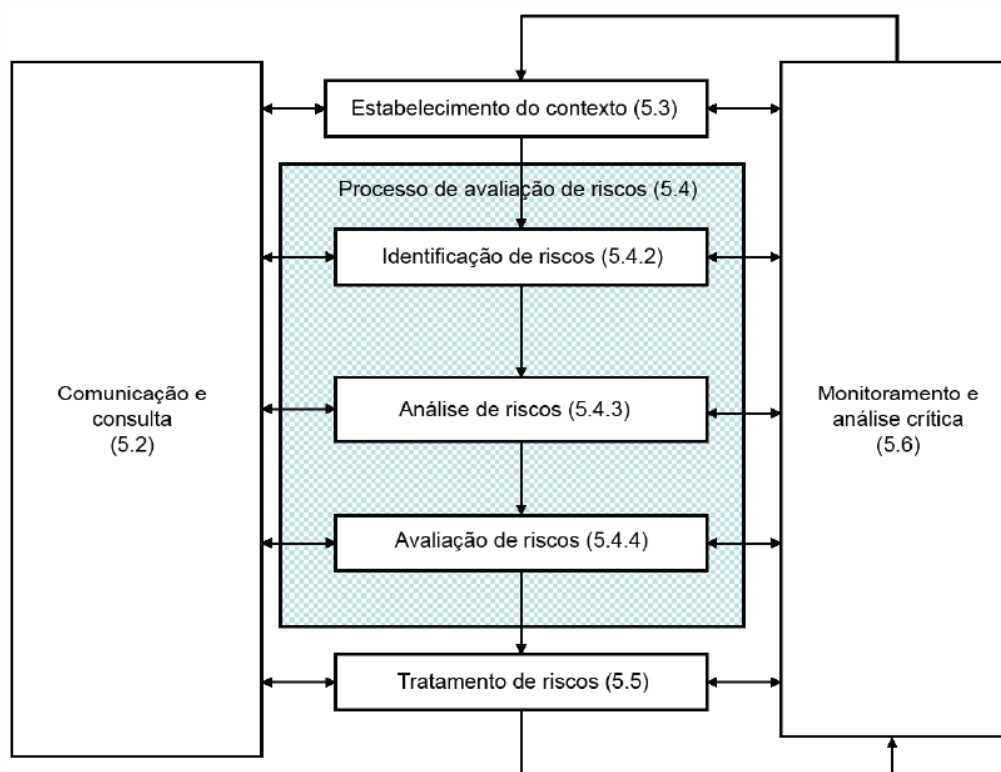 Estabelecimento do contexto (5.3)
Processo de avaliação de riscos (5.4)
Identificação de riscos (5.4.2)
Análise de riscos (5.4.3)
Avaliação de riscos (5.4.4)
Tratamento de riscos (5.5)
Comunicação e
consulta
(5.2)
Monitoramento e
análise crítica
(5.6)